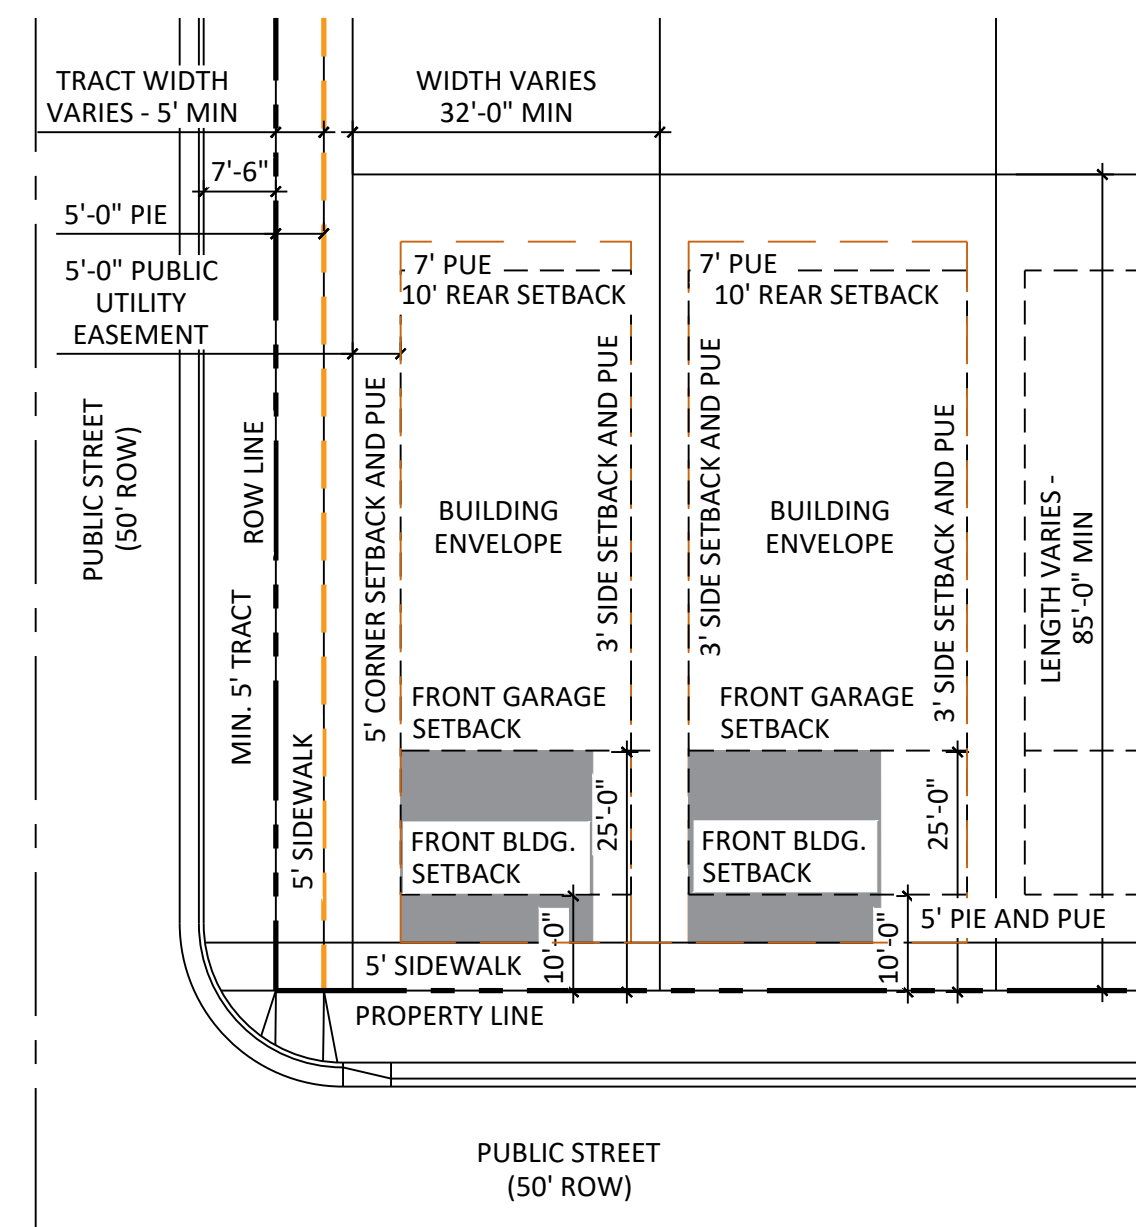 TRACT WIDTH
VARIES - 5' MIN
WIDTH VARIES
32'-0" MIN
7'-6"
5'-0" PIE
5'-0" PUBLIC
UTILITY
EASEMENT
7' PUE
10' REAR SETBACK
7' PUE
10' REAR SETBACK
PUBLIC STREET
(50' ROW)
ROW LINE
MIN. 5' TRACT
5' SIDEWALK
5' CORNER SETBACK AND PUE
BUILDING
ENVELOPE
3' SIDE SETBACK AND PUE
3' SIDE SETBACK AND PUE
BUILDING
ENVELOPE
3' SIDE SETBACK AND PUE
LENGTH VARIES -
85'-0" MIN
FRONT GARAGE
SETBACK
FRONT GARAGE
SETBACK
25'-0"
25'-0"
FRONT BLDG.
SETBACK
FRONT BLDG.
SETBACK
10'-0"
10'-0"
5' PIE AND PUE
5' SIDEWALK
PROPERTY LINE
PUBLIC STREET
(50' ROW)